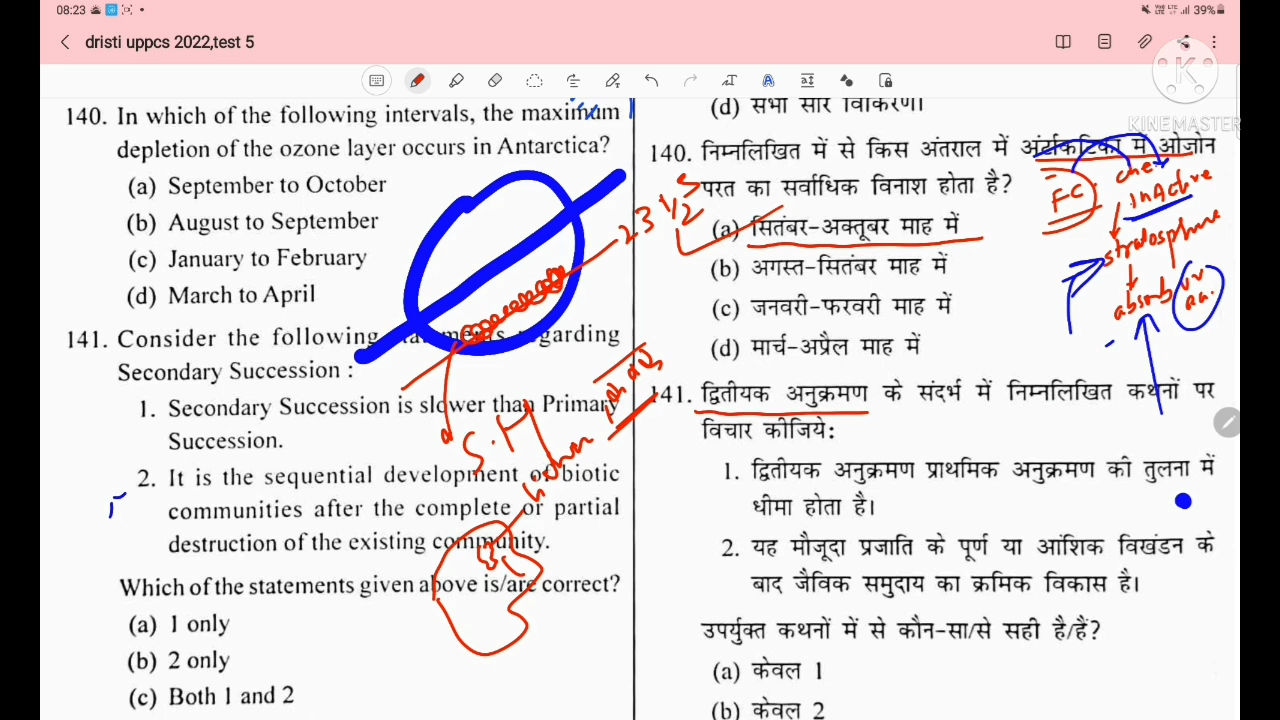 08:23
39%
dristi uppcs 2022,test 5
K
KINEMASTER
140. In which of the following intervals, the maximum
depletion of the ozone layer occurs in Antarctica?
(a) September to October
(b) August to September
(c) January to February
(d) March to April
141. Consider the following statements regarding
Secondary Succession :
1. Secondary Succession is slower than Primary
Succession.
2. It is the sequential development of biotic
communities after the complete or partial
destruction of the existing community.
Which of the statements given above is/are correct?
(a) 1 only
(b) 2 only
(c) Both 1 and 2
23 ½ S
S.H
(d) सभी सौर विकिरण।
140. निम्नलिखित में से किस अंतराल में अंटार्कटिका में ओज़ोन
परत का सर्वाधिक विनाश होता है?
(a) सितंबर-अक्तूबर माह में
(b) अगस्त-सितंबर माह में
(c) जनवरी-फरवरी माह में
(d) मार्च-अप्रैल माह में
141. द्वितीयक अनुक्रमण के संदर्भ में निम्नलिखित कथनों पर
विचार कीजिये:
1. द्वितीयक अनुक्रमण प्राथमिक अनुक्रमण की तुलना में
धीमा होता है।
2. यह मौजूदा प्रजाति के पूर्ण या आंशिक विखंडन के
बाद जैविक समुदाय का क्रमिक विकास है।
उपर्युक्त कथनों में से कौन-सा/से सही है/हैं?
(a) केवल 1
(b) केवल 2
FC
InActive
stratosphere
absorb UV